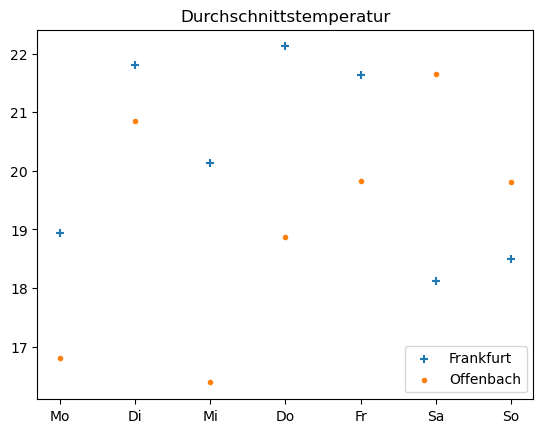 Durchschnittstemperatur
22
21
20
19
18
17
Mo Di Mi Do Fr Sa So
Frankfurt
Offenbach